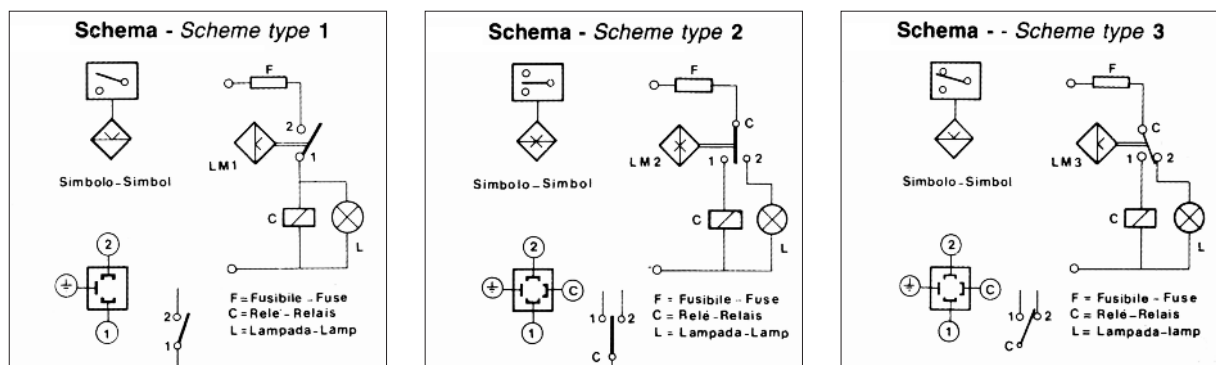 Schema - Scheme type 1
F
2
1
LM1
Simbolo-Simbol
C
L
2
1
2
1
F=Fusibile-Fuse
C=Relè-Relais
L=Lampada-Lamp
Schema - Scheme type 2
F
C
1
2
LM2
Simbolo-Simbol
C
L
2
C
1
1
2
C
F=Fusibile-Fuse
C=Relé-Relais
L=Lampada-Lamp
Schema - - Scheme type 3
F
C
1
2
LM3
Simbolo-Simbol
C
L
2
C
1
1
2
C
F=Fusibile-Fuse
C=Relé-Relais
L=Lampada-lamp